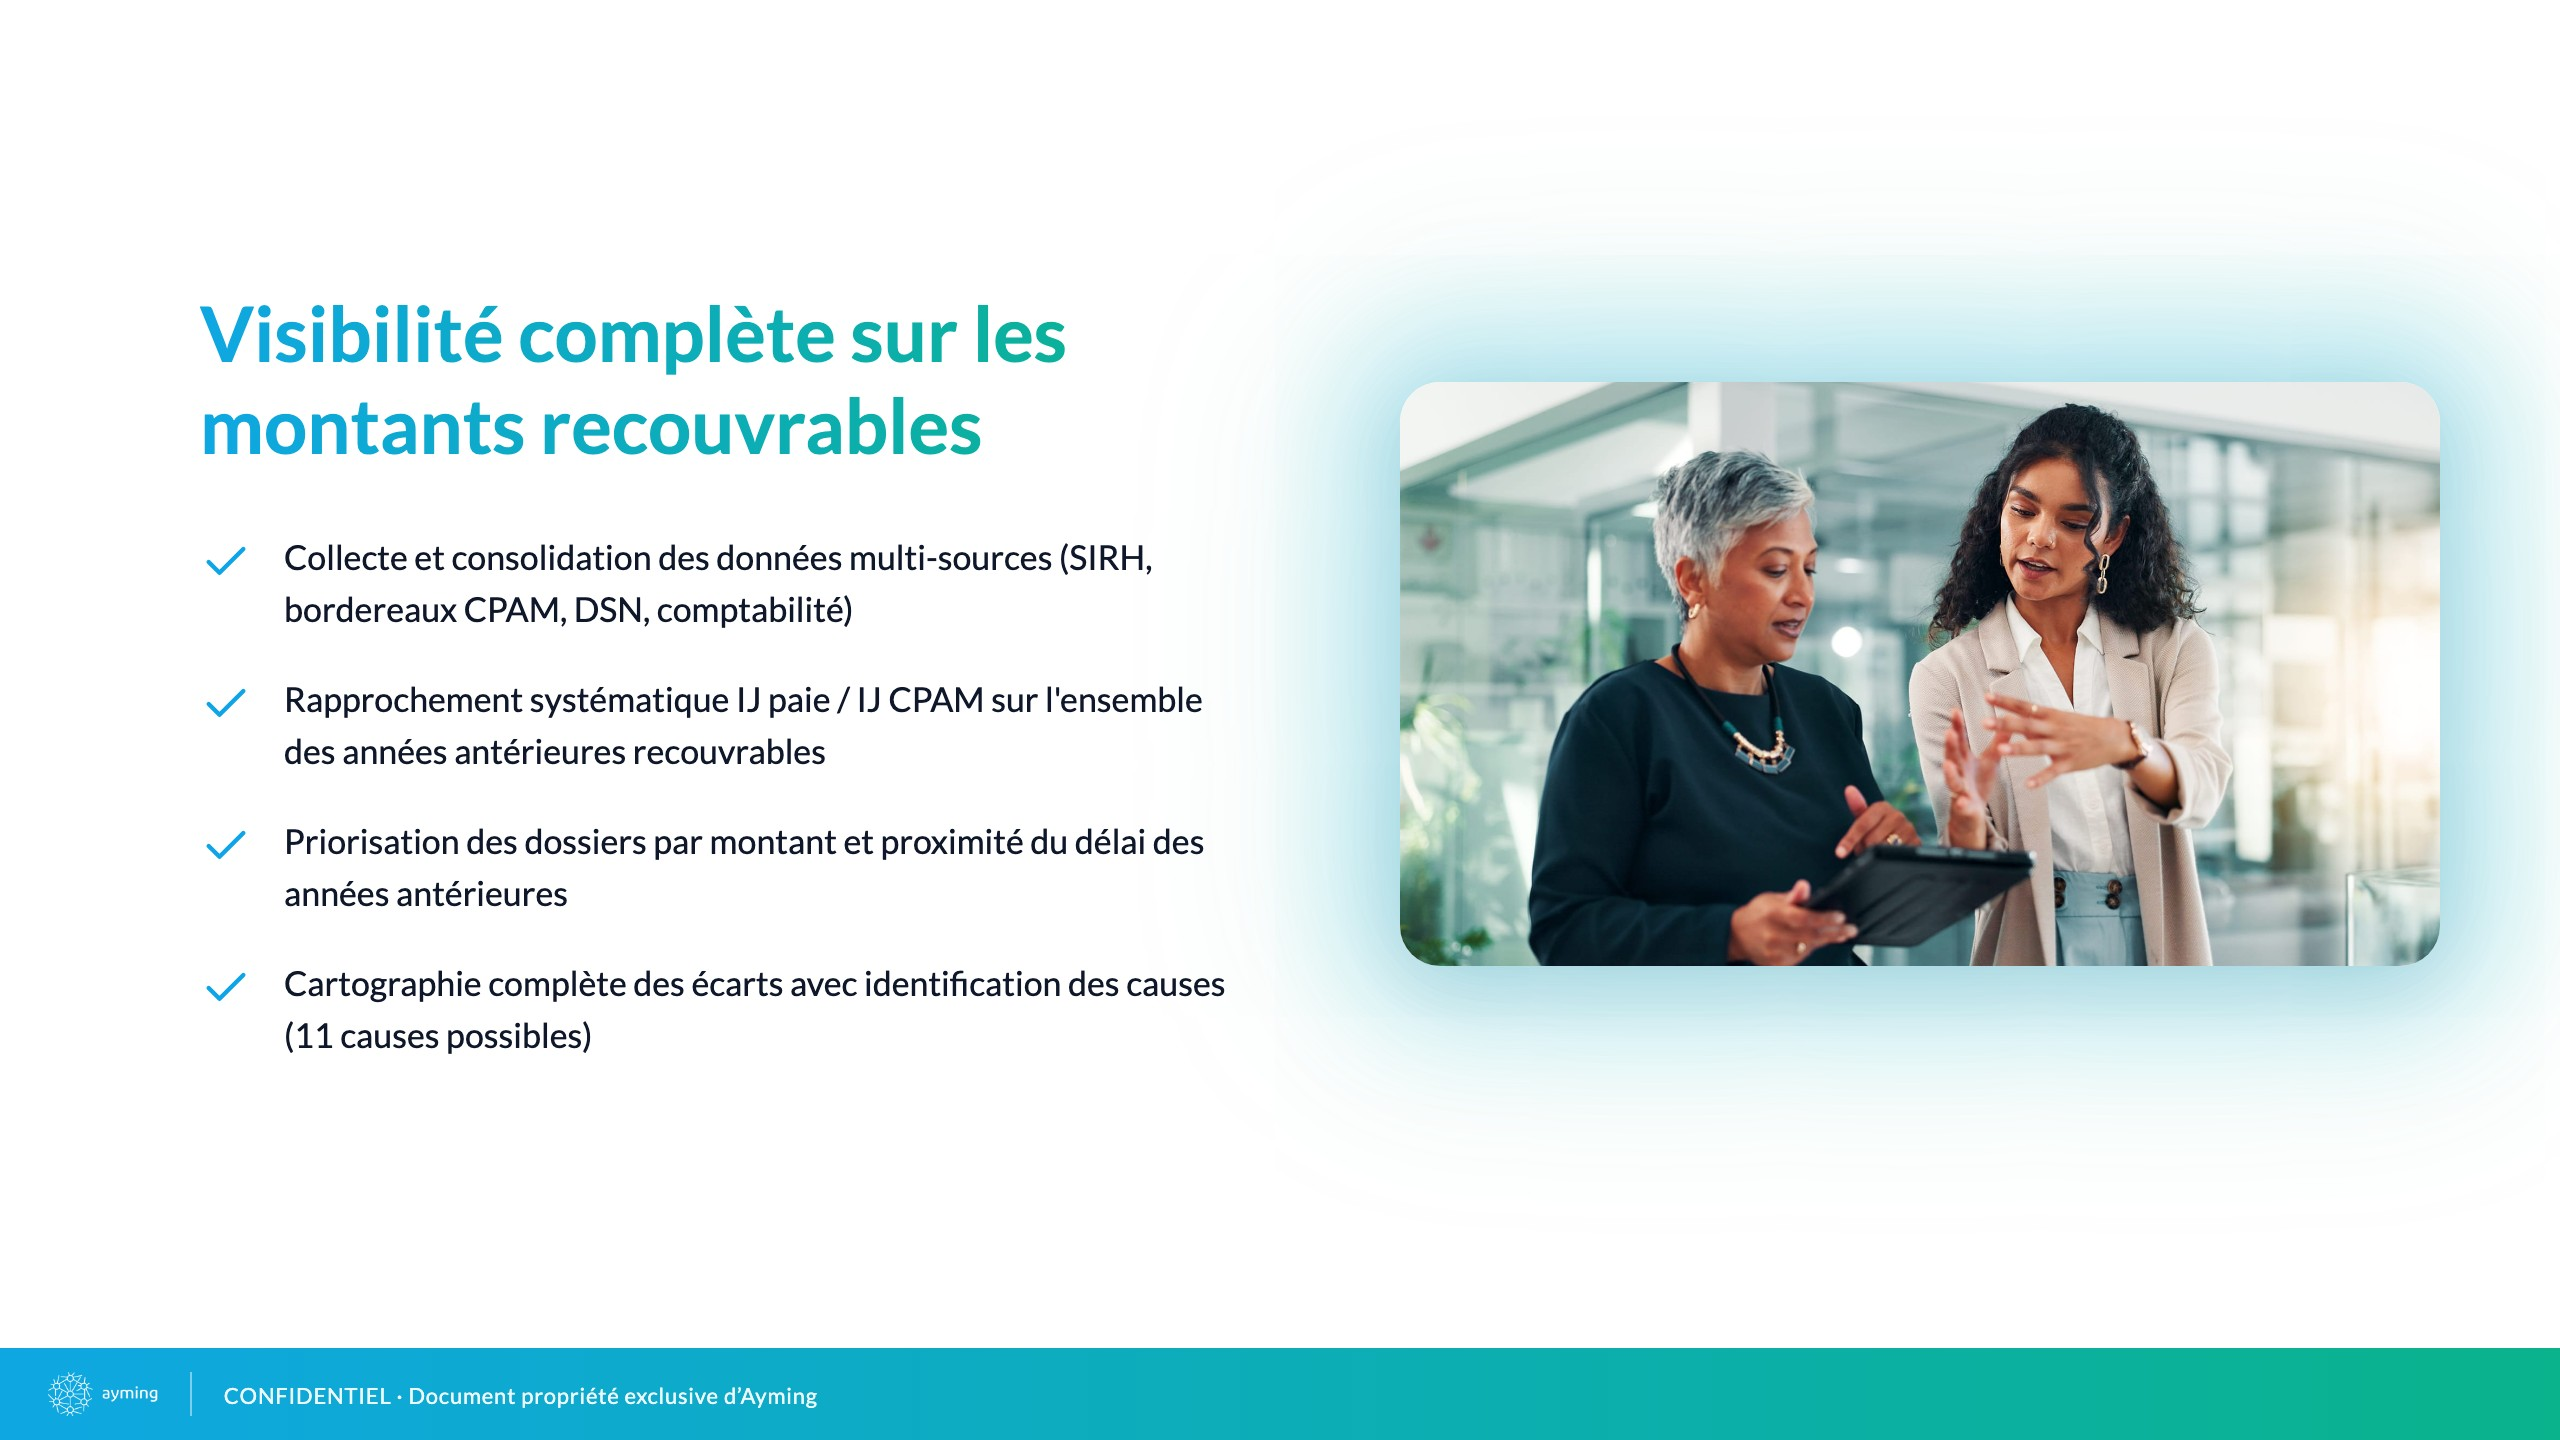 Visibilité complète sur les
montants recouvrables
Collecte et consolidation des données multi-sources (SIRH,
bordereaux CPAM, DSN, comptabilité)
Rapprochement systématique IJ paie / IJ CPAM sur l'ensemble
des années antérieures recouvrables
Priorisation des dossiers par montant et proximité du délai des
années antérieures
Cartographie complète des écarts avec identification des causes
(11 causes possibles)
ayming
CONFIDENTIEL · Document propriété exclusive d’Ayming